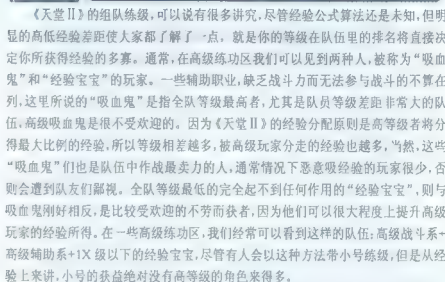 《天堂Ⅱ》的组队练级，可以说有很多讲究，尽管经验公式算法还是未知，但明
显的高低经验差距使大家都了解了一点，就是你的等级在队伍里的排名将直接决
定你所获得经验的多寡。通常，在高级练功区我们可以见到两种人，被称为“吸血
鬼”和“经验宝宝”的玩家。一些辅助职业，缺乏战斗力而无法参与战斗的不算在
列，这里所说的“吸血鬼”是指全队等级最高者，尤其是队员等级差距非常大的队
伍，高级吸血鬼是很不受欢迎的。因为《天堂Ⅱ》的经验分配原则是高等级者将分
得最大比例的经验，所以等级相差越多，被高级玩家分走的经验也越多，当然，这些
“吸血鬼”们也是队伍中作战最卖力的人，通常情况下恶意吸经验的玩家很少，否
则会遭到队友们鄙视。全队等级最低的完全起不到任何作用的“经验宝宝”，则与
吸血鬼刚好相反，是比较受欢迎的不劳而获者，因为他们可以很大程度上提升高级
玩家的经验所得。在一些高级练功区，我们经常可以看到这样的队伍：高级战斗系+
高级辅助系+1X 级以下的经验宝宝，尽管有人会以这种方法带小号练级，但是从经
验上来讲，小号的获益绝对没有高等级的角色来得多。